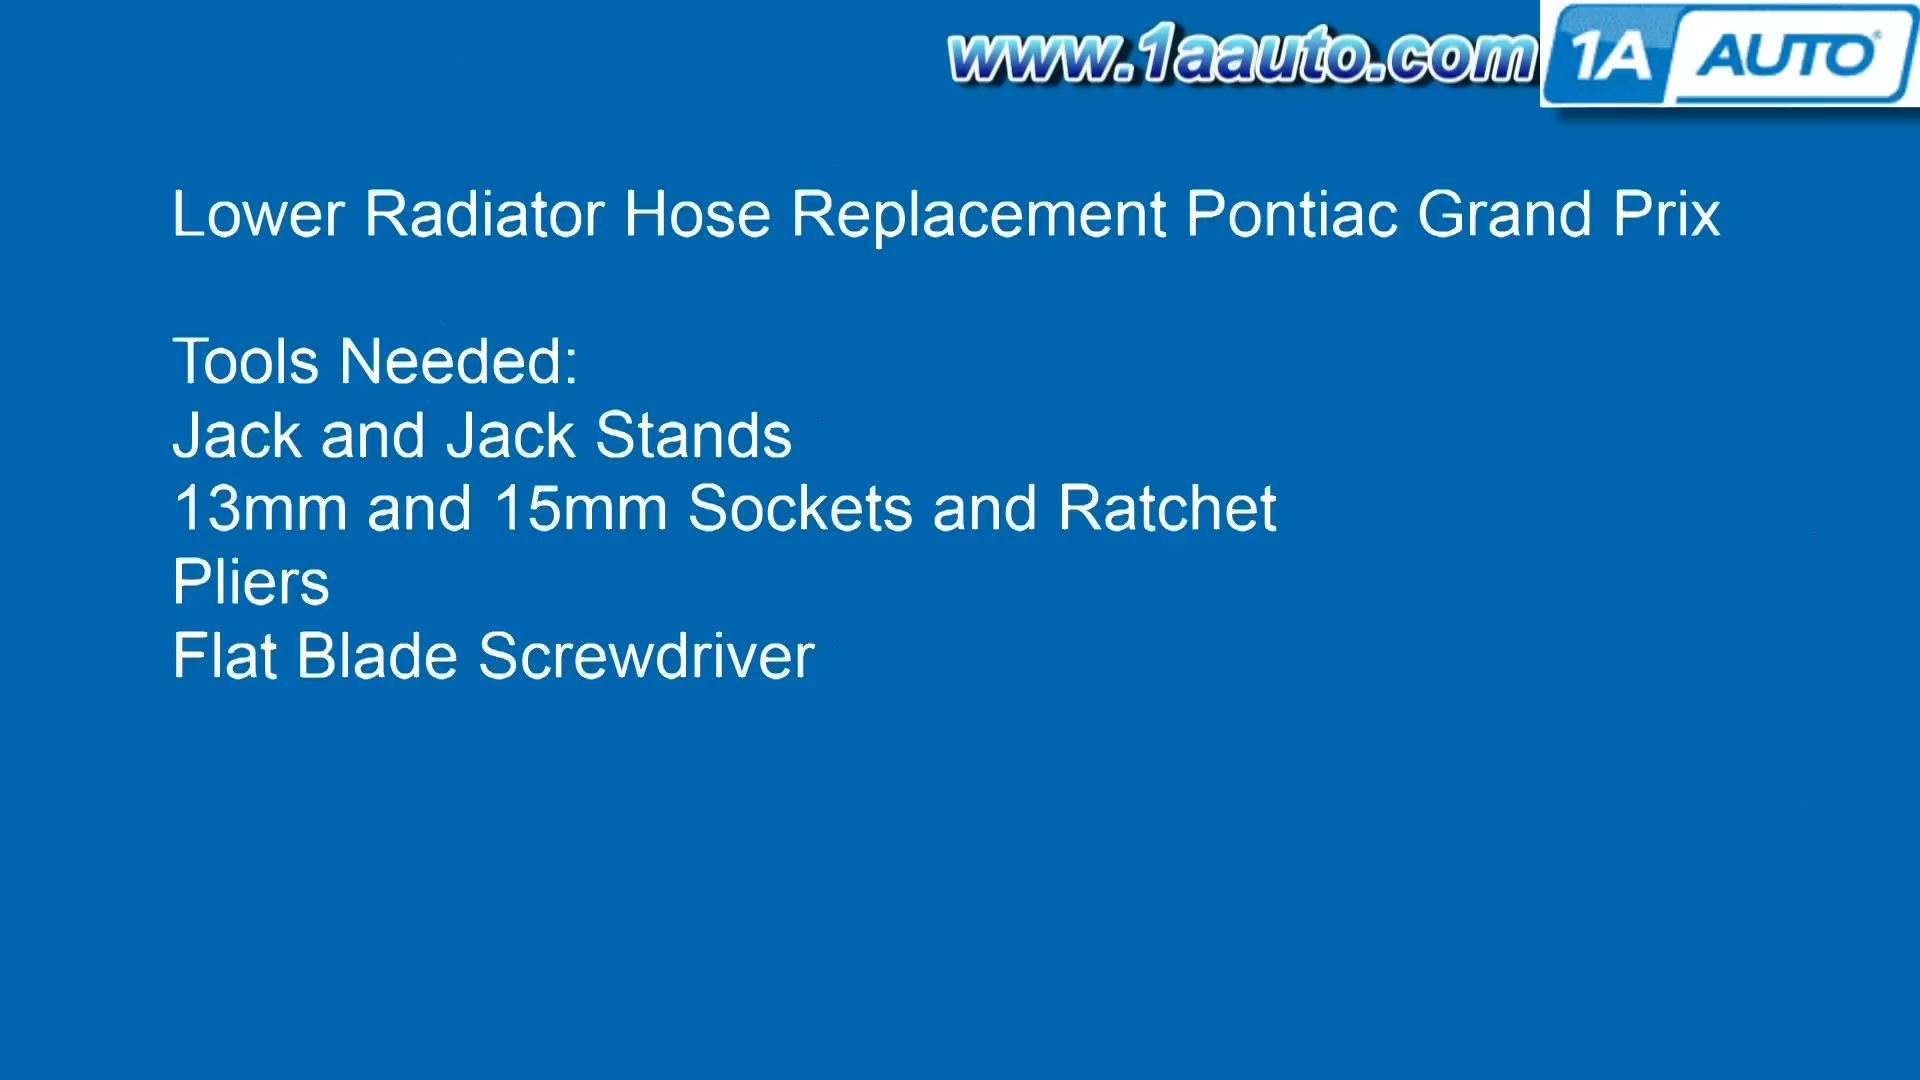 www.1aauto.com 1A AUTO®
Lower Radiator Hose Replacement Pontiac Grand Prix
Tools Needed:
Jack and Jack Stands
13mm and 15mm Sockets and Ratchet
Pliers
Flat Blade Screwdriver